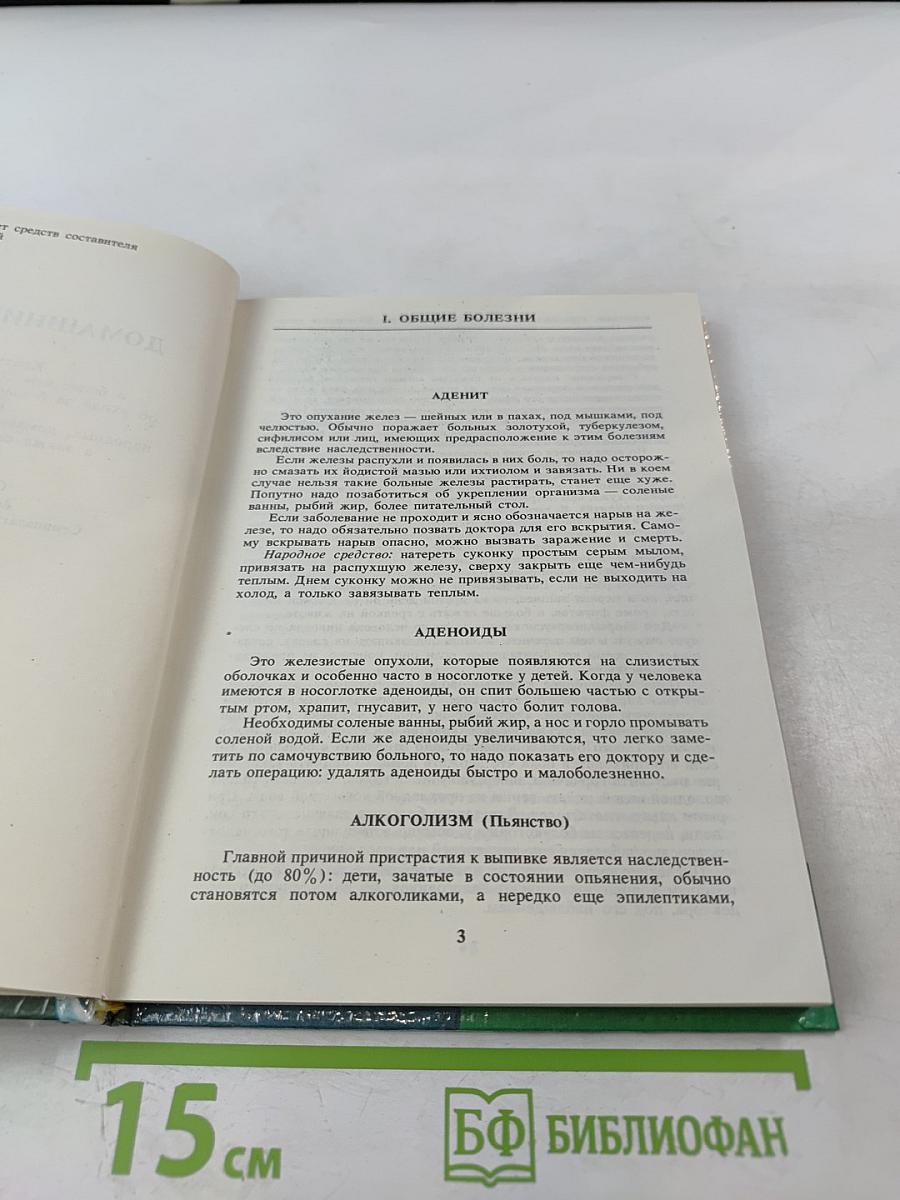 ет средств составителя
й
I. ОБЩИЕ БОЛЕЗНИ
АДЕНИТ
Это опухание желез — шейных или в пахах, под мышками, под
челюстью. Обычно поражает больных золотухой, туберкулезом,
сифилисом или лиц, имеющих предрасположение к этим болезням
вследствие наследственности.
Если железы распухли и появилась в них боль, то надо осторож-
но смазать их йодистой мазью или ихтиолом и завязать. Ни в коем
случае нельзя такие больные железы растирать, станет еще хуже.
Попутно надо позаботиться об укреплении организма — соленые
ванны, рыбий жир, более питательный стол.
Если заболевание не проходит и ясно обозначается нарыв на же-
лезе, то надо обязательно позвать доктора для его вскрытия. Само-
му вскрывать нарыв опасно, можно вызвать заражение и смерть.
Народное средство: натереть суконку простым серым мылом,
привязать на распухшую железу, сверху закрыть еще чем-нибудь
теплым. Днем суконку можно не привязывать, если не выходить на
холод, а только завязывать теплым.
АДЕНОИДЫ
Это железистые опухоли, которые появляются на слизистых
оболочках и особенно часто в носоглотке у детей. Когда у человека
имеются в носоглотке аденоиды, он спит большею частью с откры-
тым ртом, храпит, гнусавит, у него часто болит голова.
Необходимы соленые ванны, рыбий жир, а нос и горло промывать
соленой водой. Если же аденоиды увеличиваются, что легко заме-
тить по самочувствию больного, то надо показать его доктору и сде-
лать операцию: удалять аденоиды быстро и малоболезненно.
АЛКОГОЛИЗМ (Пьянство)
Главной причиной пристрастия к выпивке является наследствен-
ность (до 80%): дети, зачатые в состоянии опьянения, обычно
становятся потом алкоголиками, а нередко еще эпилептиками,
3
15 см
БФ БИБЛИОФАН